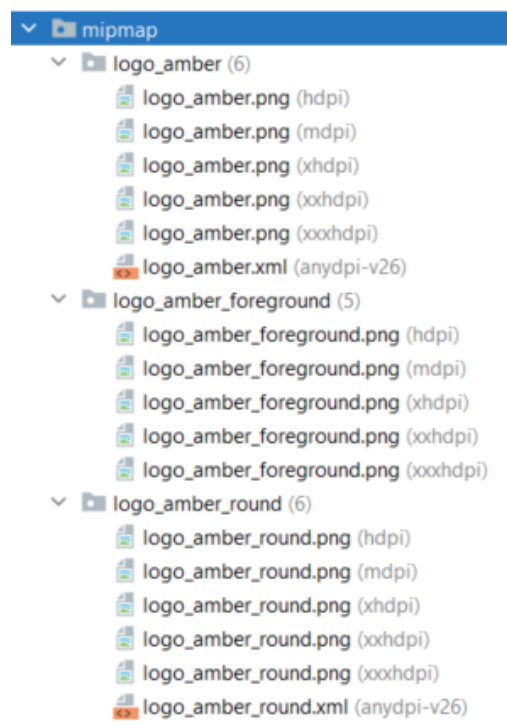 mipmap
logo_amber (6)
logo_amber.png (hdpi)
logo_amber.png (mdpi)
logo_amber.png (xhdpi)
logo_amber.png (xxhdpi)
logo_amber.png (xxxhdpi)
logo_amber.xml (anydpi-v26)
logo_amber_foreground (5)
logo_amber_foreground.png (hdpi)
logo_amber_foreground.png (mdpi)
logo_amber_foreground.png (xhdpi)
logo_amber_foreground.png (xxhdpi)
logo_amber_foreground.png (xxxhdpi)
logo_amber_round (6)
logo_amber_round.png (hdpi)
logo_amber_round.png (mdpi)
logo_amber_round.png (xhdpi)
logo_amber_round.png (xxhdpi)
logo_amber_round.png (xxxhdpi)
logo_amber_round.xml (anydpi-v26)